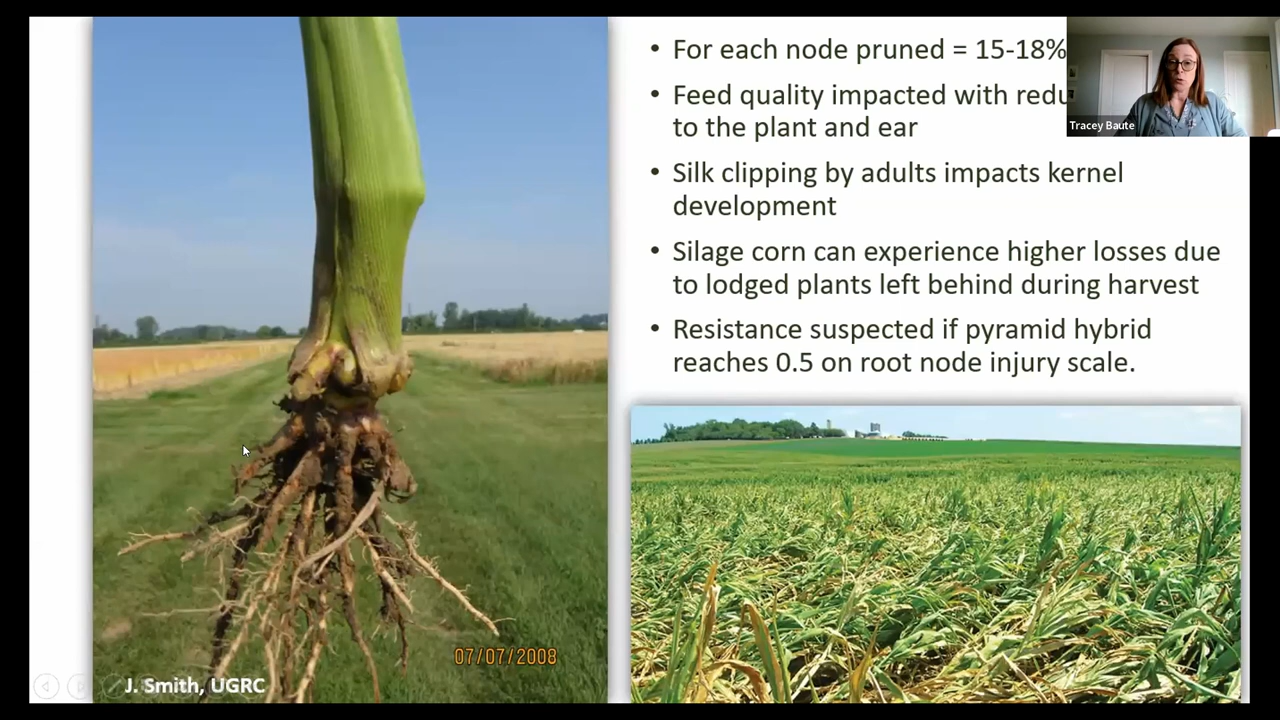 • For each node pruned = 15-18%
• Feed quality impacted with
to the plant and ear
• Silk clipping by adults impacts kernel
development
• Silage corn can experience higher losses due
to lodged plants left behind during harvest
• Resistance suspected if pyramid hybrid
reaches 0.5 on root node injury scale.
Tracey Baute
07/07/2008
J. Smith, UGRC